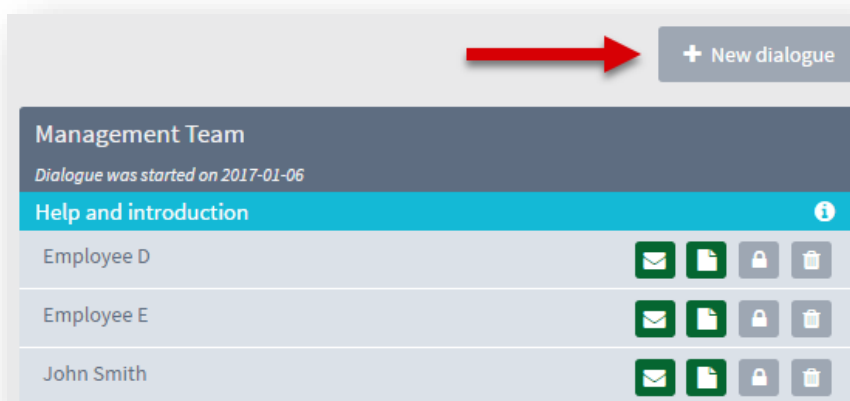 New dialogue
Management Team
Dialogue was started on 2017-01-06
Help and introduction
Employee D
Employee E
John Smith